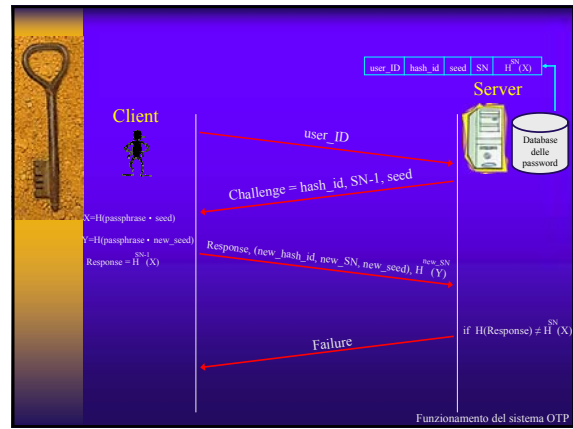 user_ID hash_id seed SN H^SN(X)
Server
Client
Database
delle
password
user_ID
Challenge = hash_id, SN-1, seed
X=H(passphrase • seed)
Y=H(passphrase • new_seed)
Response = H^SN-1(X)
Response, (new_hash_id, new_SN, new_seed), H^new_SN(Y)
if H(Response) ≠ H^SN(X)
Failure
Funzionamento del sistema OTP